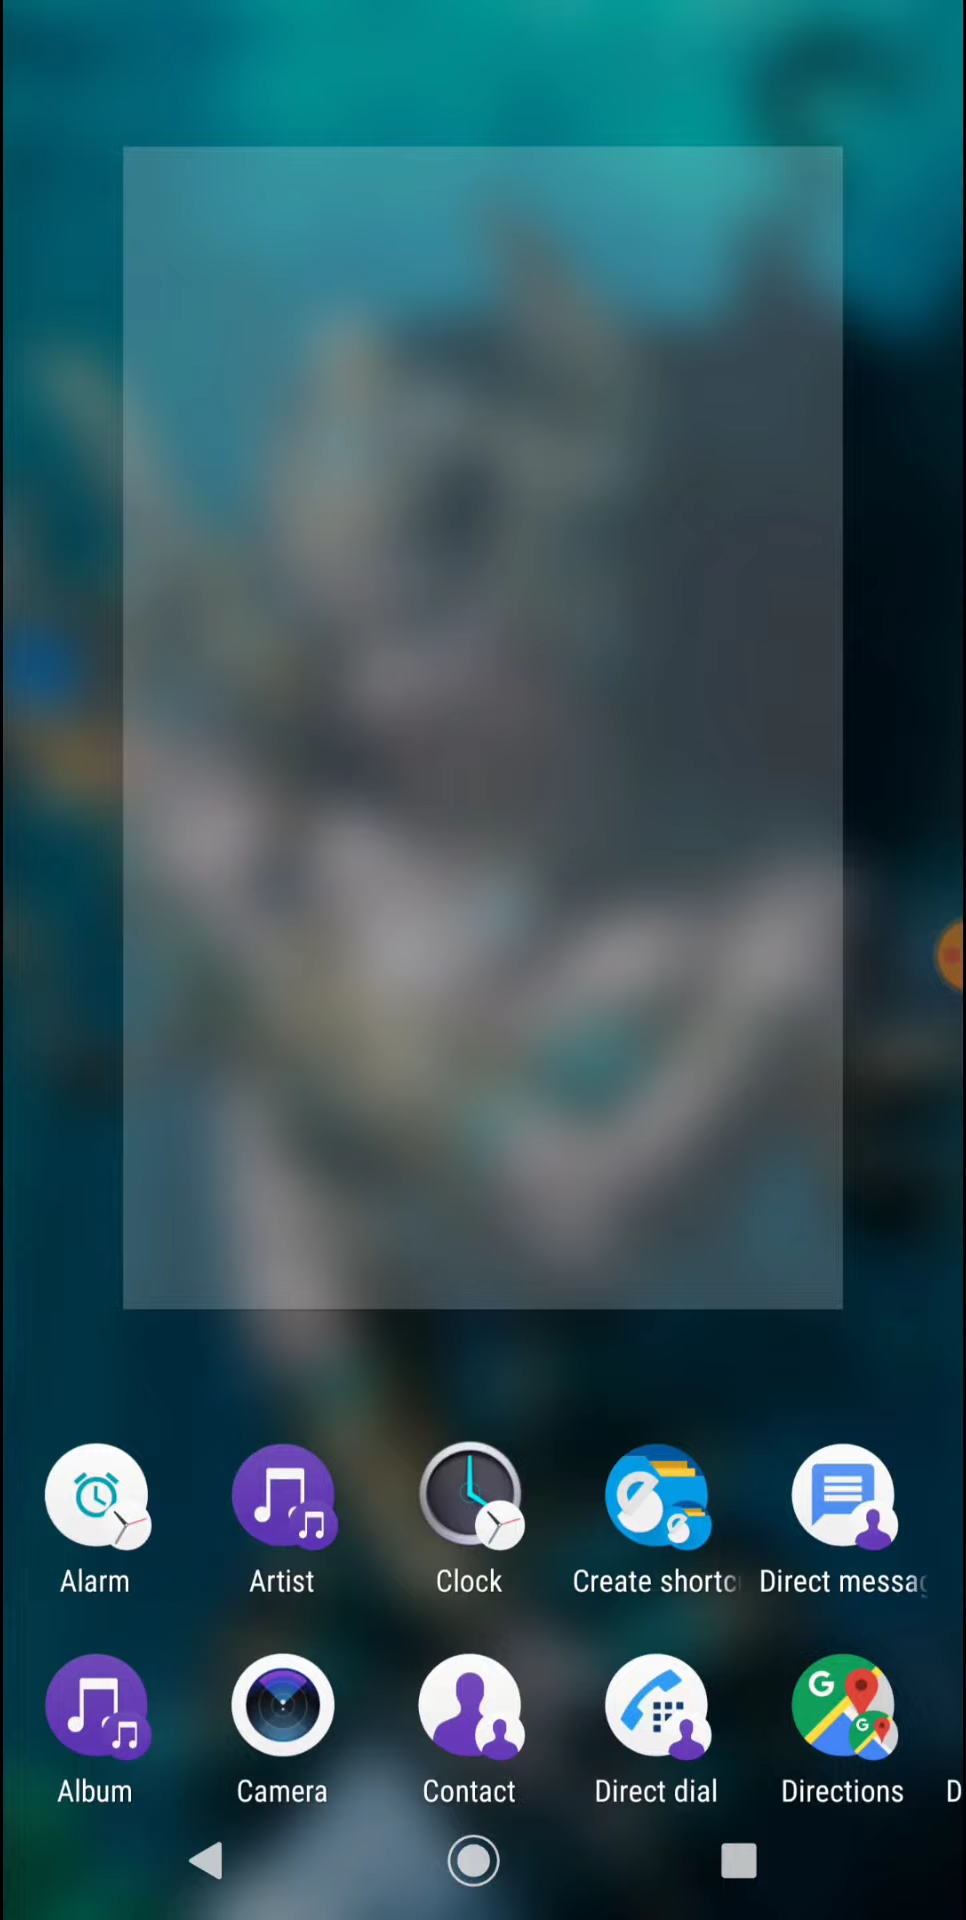 Alarm
Artist
Clock
Create shortc
Direct messag
Album
Camera
Contact
Direct dial
Directions
D